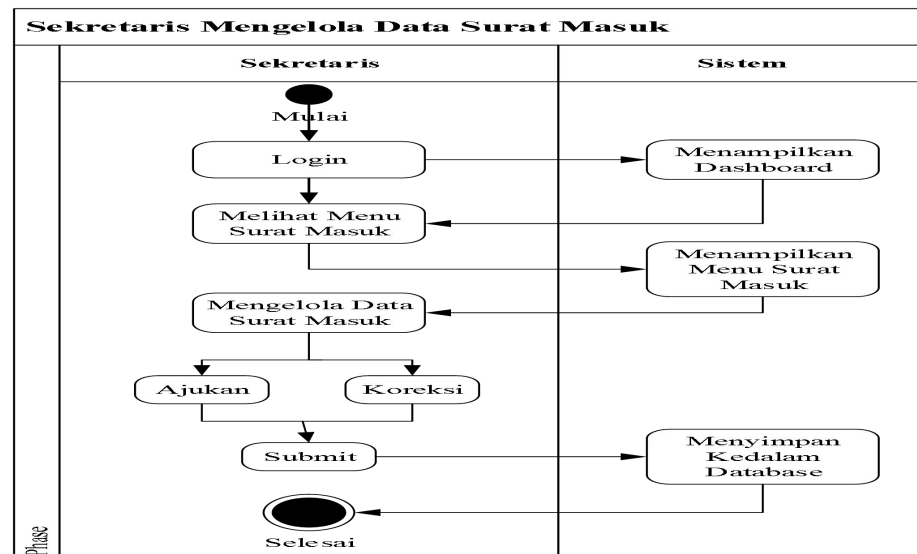 Sekretaris Mengelola Data Surat Masuk
Sekretaris
Sistem
Mulai
Login
Menampilkan
Dashboard
Melihat Menu
Surat Masuk
Menampilkan
Menu Surat
Masuk
Mengelola Data
Surat Masuk
Ajukan
Koreksi
Submit
Menyimpan
Kedalam
Database
Selesai
Phase